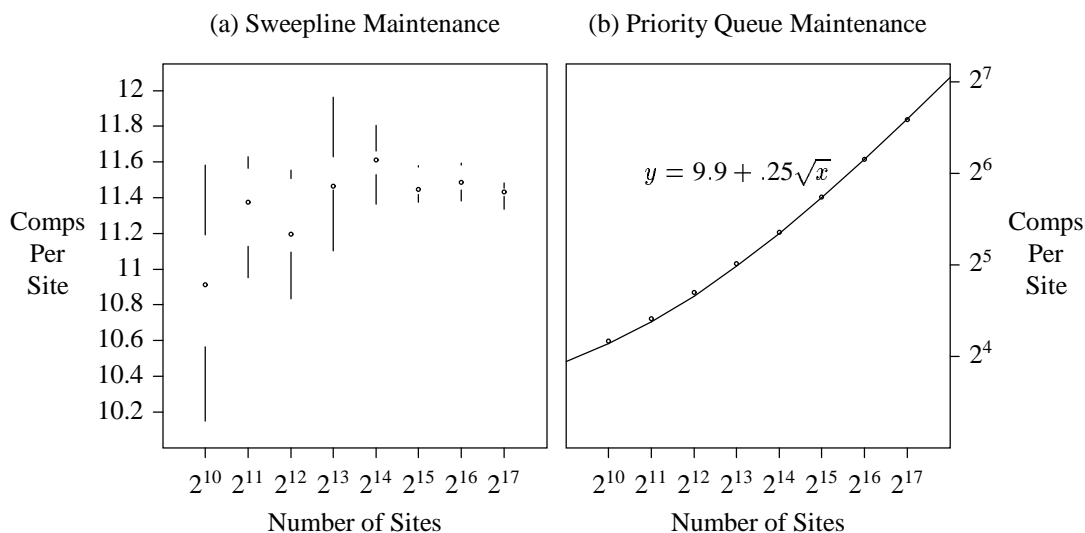 (a) Sweepline Maintenance
12
11.8
11.6
11.4
11.2
11
10.8
10.6
10.4
10.2
Comps
Per
Site
2^10 2^11 2^12 2^13 2^14 2^15 2^16 2^17
Number of Sites
(b) Priority Queue Maintenance
y = 9.9 + .25√x
2^7
2^6
2^5
2^4
Comps
Per
Site
2^10 2^11 2^12 2^13 2^14 2^15 2^16 2^17
Number of Sites